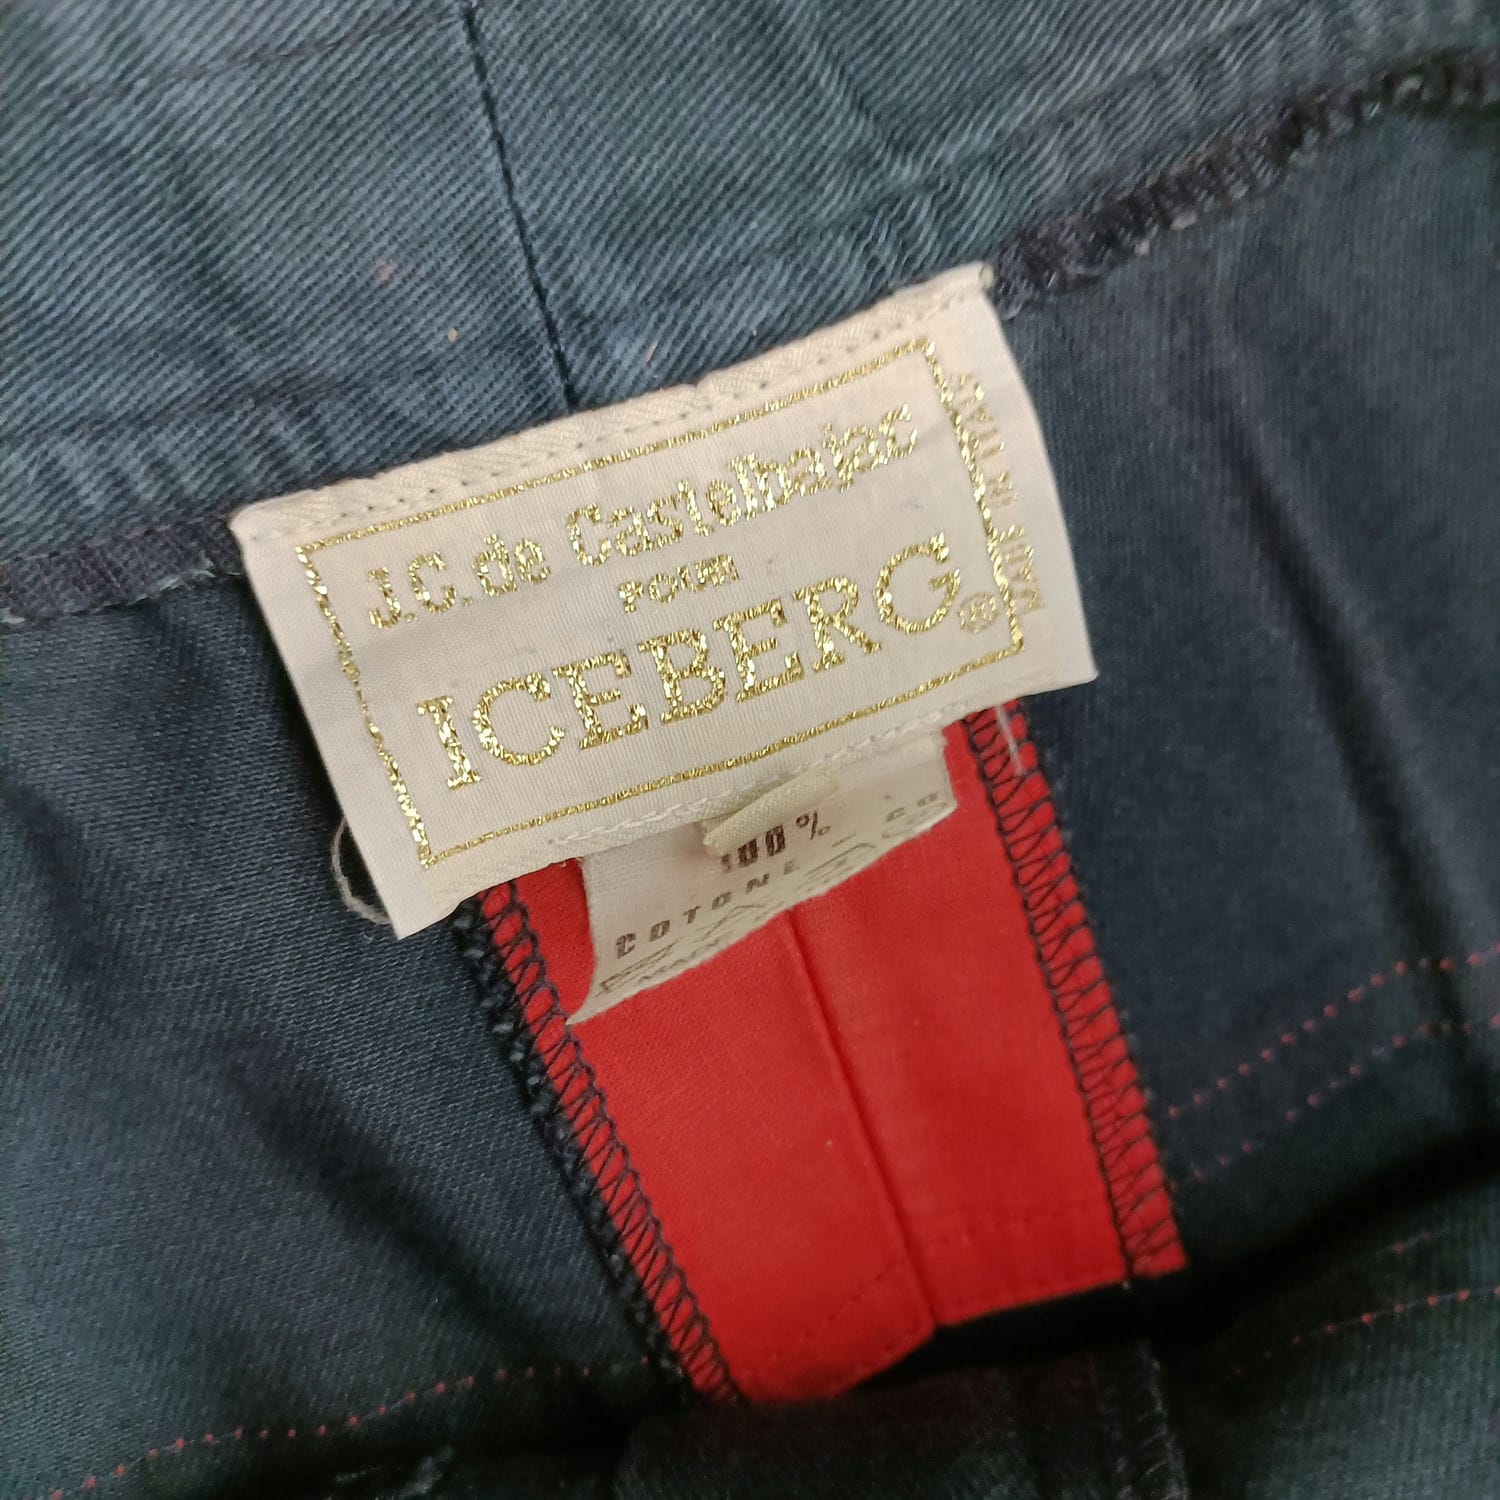 J.C. de Castelbajac
POUR
ICEBERG®
MADE IN ITALY
100%
COTONE